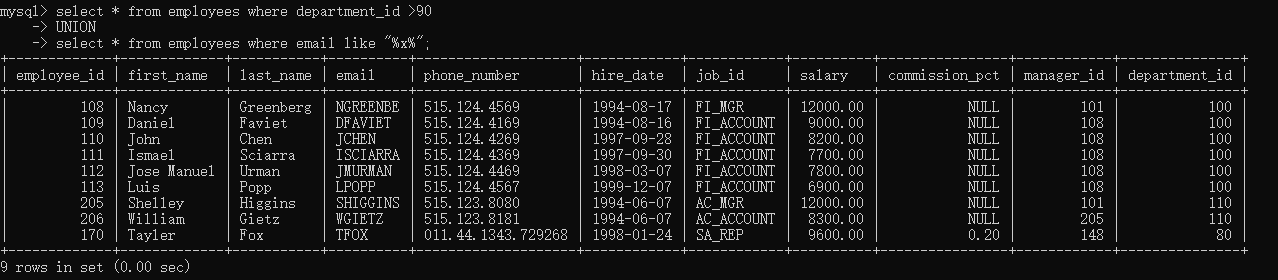 mysql> select * from employees where department_id >90
    -> UNION
    -> select * from employees where email like "%x%";
+-------------+-------------+-----------+----------+--------------------+------------+------------+----------+----------------+------------+---------------+
| employee_id | first_name  | last_name | email    | phone_number       | hire_date  | job_id     | salary   | commission_pct | manager_id | department_id |
+-------------+-------------+-----------+----------+--------------------+------------+------------+----------+----------------+------------+---------------+
|         108 | Nancy       | Greenberg | NGREENBE | 515.124.4569       | 1994-08-17 | FI_MGR     | 12000.00 |           NULL |        101 |           100 |
|         109 | Daniel      | Faviet    | DFAVIET  | 515.124.4169       | 1994-08-16 | FI_ACCOUNT |  9000.00 |           NULL |        108 |           100 |
|         110 | John        | Chen      | JCHEN    | 515.124.4269       | 1997-09-28 | FI_ACCOUNT |  8200.00 |           NULL |        108 |           100 |
|         111 | Ismael      | Sciarra   | ISCIARRA | 515.124.4369       | 1997-09-30 | FI_ACCOUNT |  7700.00 |           NULL |        108 |           100 |
|         112 | Jose Manuel | Urman     | JMURMAN  | 515.124.4469       | 1998-03-07 | FI_ACCOUNT |  7800.00 |           NULL |        108 |           100 |
|         113 | Luis        | Popp      | LPOPP    | 515.124.4567       | 1999-12-07 | FI_ACCOUNT |  6900.00 |           NULL |        108 |           100 |
|         205 | Shelley     | Higgins   | SHIGGINS | 515.123.8080       | 1994-06-07 | AC_MGR     | 12000.00 |           NULL |        101 |           110 |
|         206 | William     | Gietz     | WGIETZ   | 515.123.8181       | 1994-06-07 | AC_ACCOUNT |  8300.00 |           NULL |        205 |           110 |
|         170 | Tayler      | Fox       | TFOX     | 011.44.1343.729268 | 1998-01-24 | SA_REP     |  9600.00 |           0.20 |        148 |            80 |
+-------------+-------------+-----------+----------+--------------------+------------+------------+----------+----------------+------------+---------------+
9 rows in set (0.00 sec)